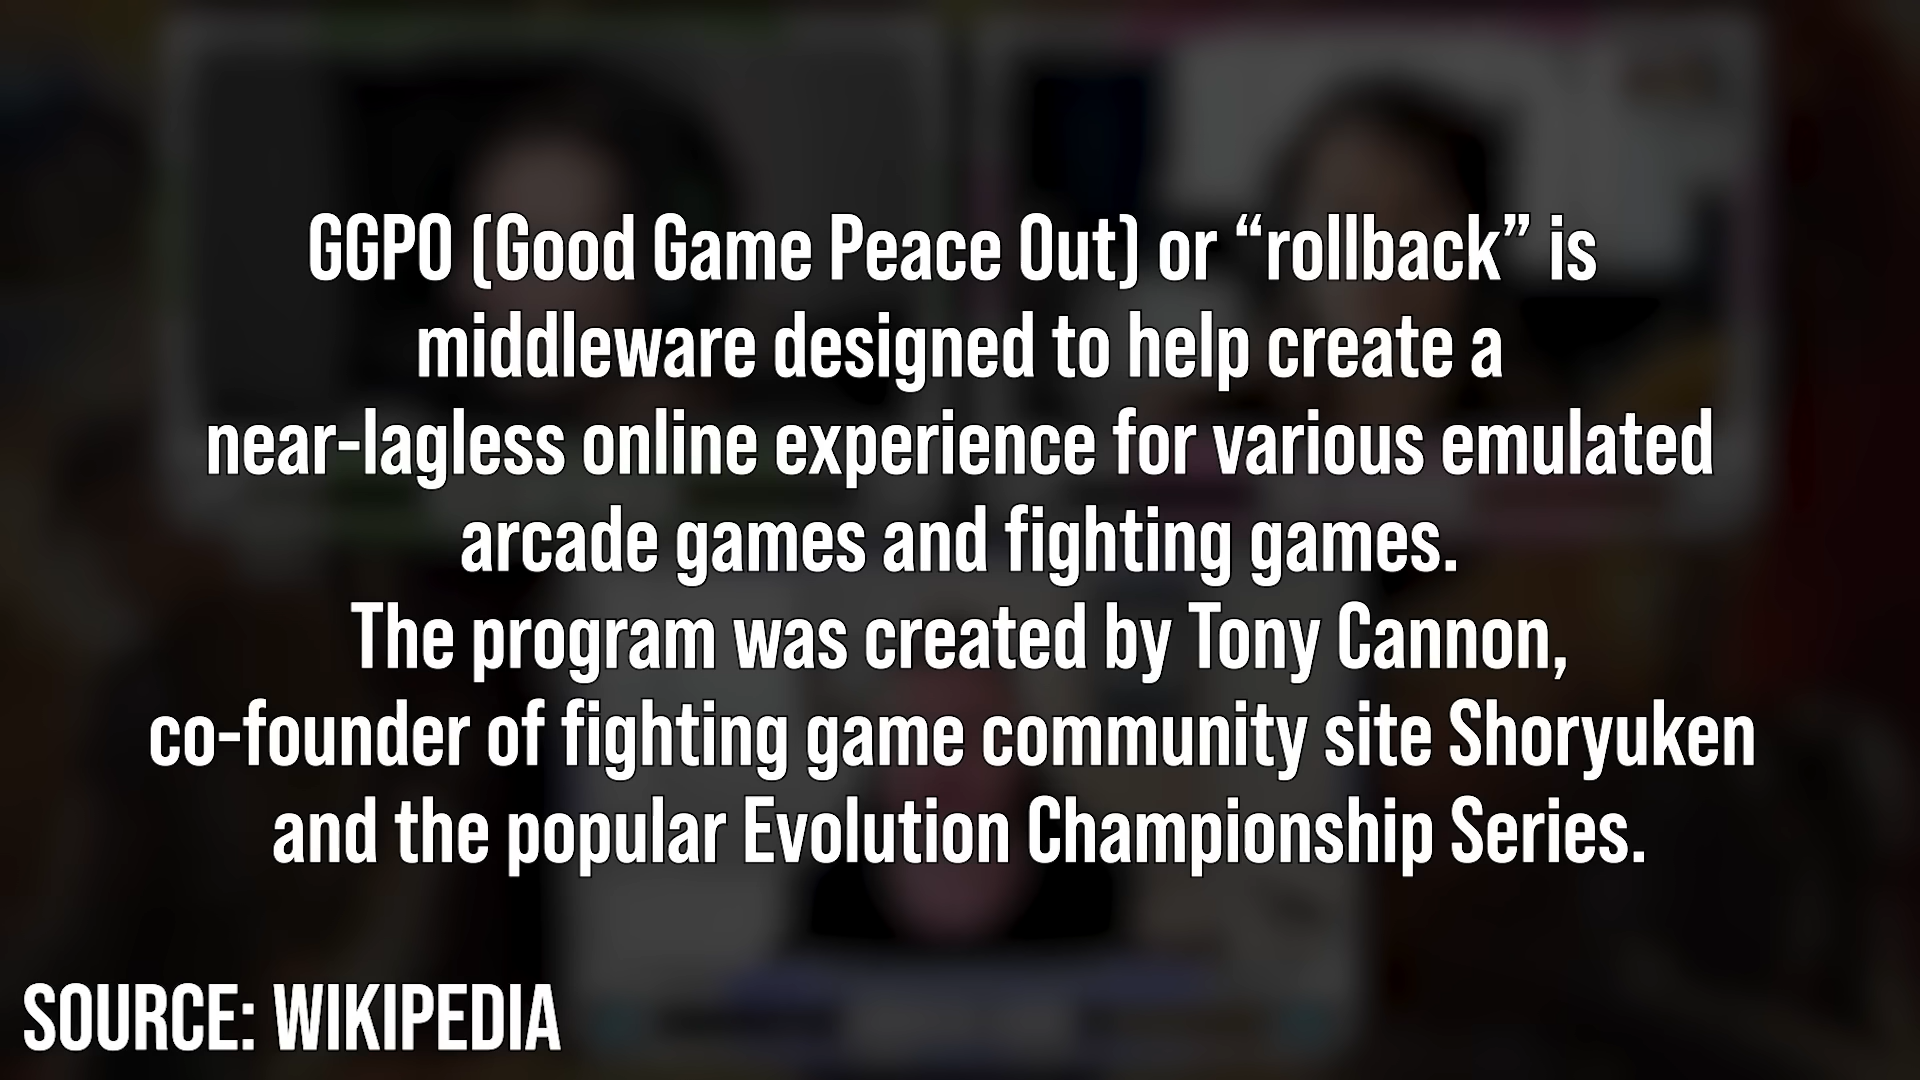 GGPO (Good Game Peace Out) or “rollback” is
middleware designed to help create a
near-lagless online experience for various emulated
arcade games and fighting games.
The program was created by Tony Cannon,
co-founder of fighting game community site Shoryuken
and the popular Evolution Championship Series.
SOURCE: WIKIPEDIA